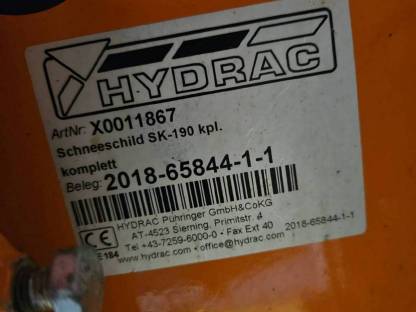 HYDRAC
ArtNr: X0011867
Schneeschild SK-190 kpl.
komplett
Beleg: 2018-65844-1-1
HYDRAC Pühringer GmbH&CoKG
AT-4523 Sierning, Primitstr.
CE Tel +43-7259-6000-0 • Fax Ext 40 2018-65844-1-1
184 www.hydrac.com • office@hydrac.com